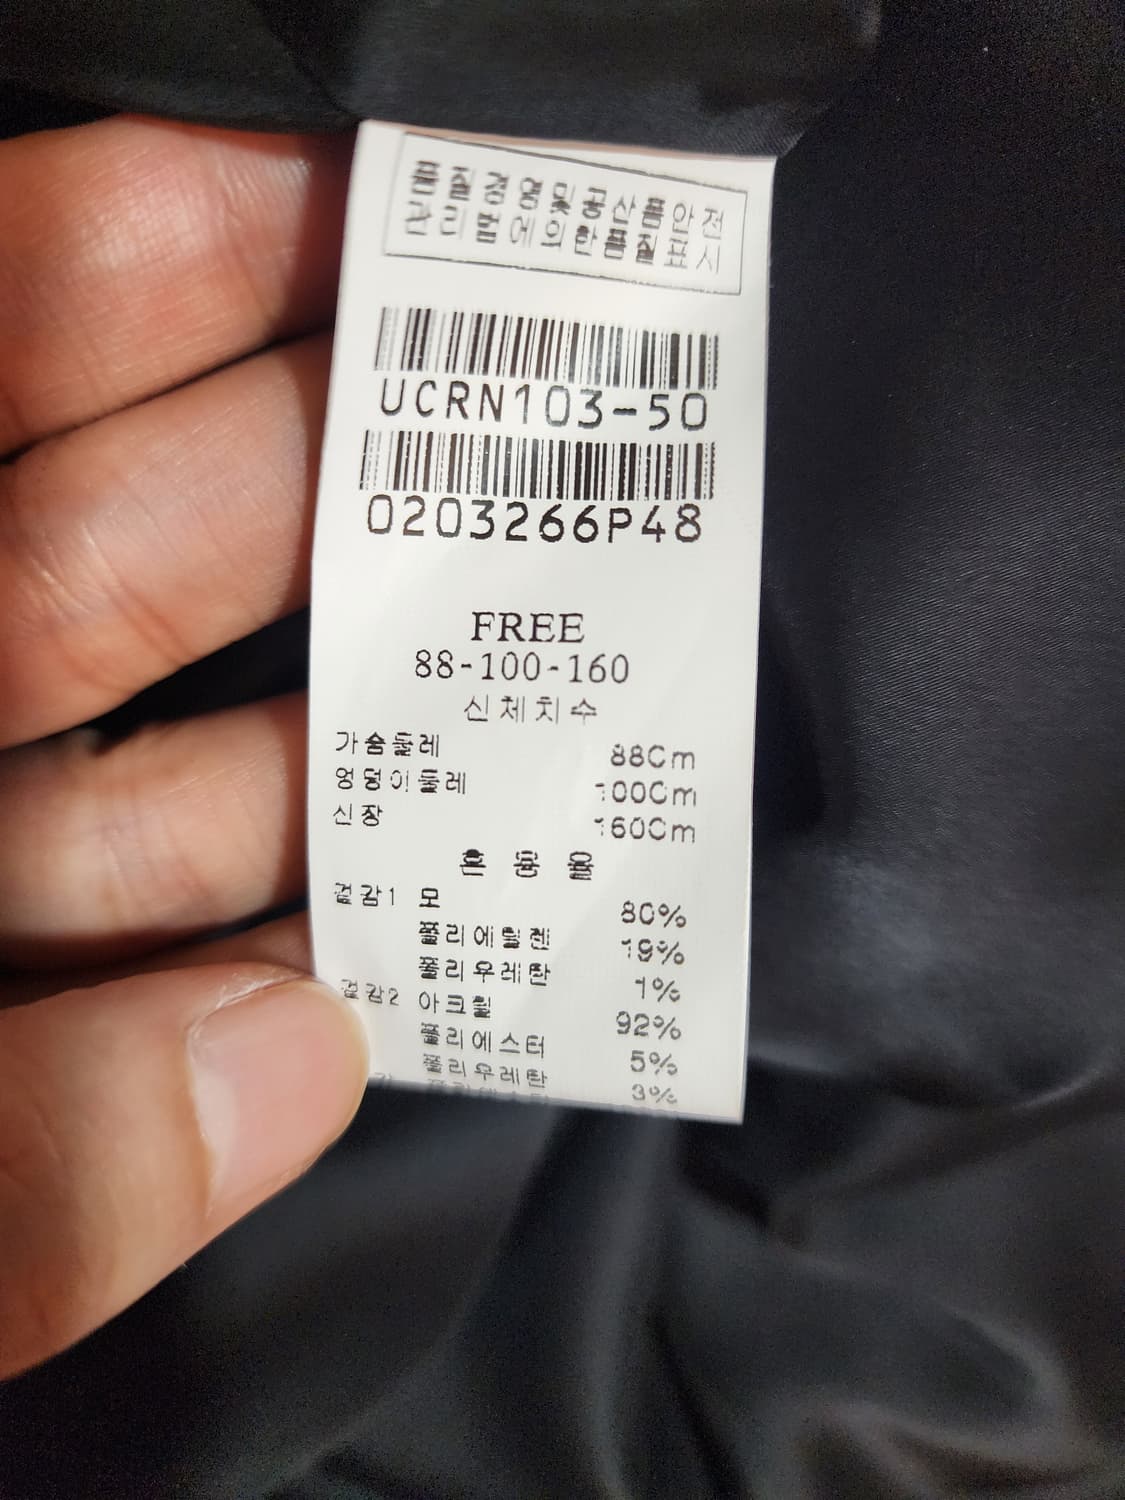 품질경영및공산품안전
관리법에의한품질표시
UCRN103-50
0203266P48
FREE
88-100-160
신체치수
가슴둘레 88Cm
엉덩이둘레 100Cm
신장 160Cm
혼용율
겉감1 모 80%
폴리에틸렌 19%
폴리우레탄 1%
겉감2 아크릴 92%
폴리에스터 5%
폴리우레탄 3%